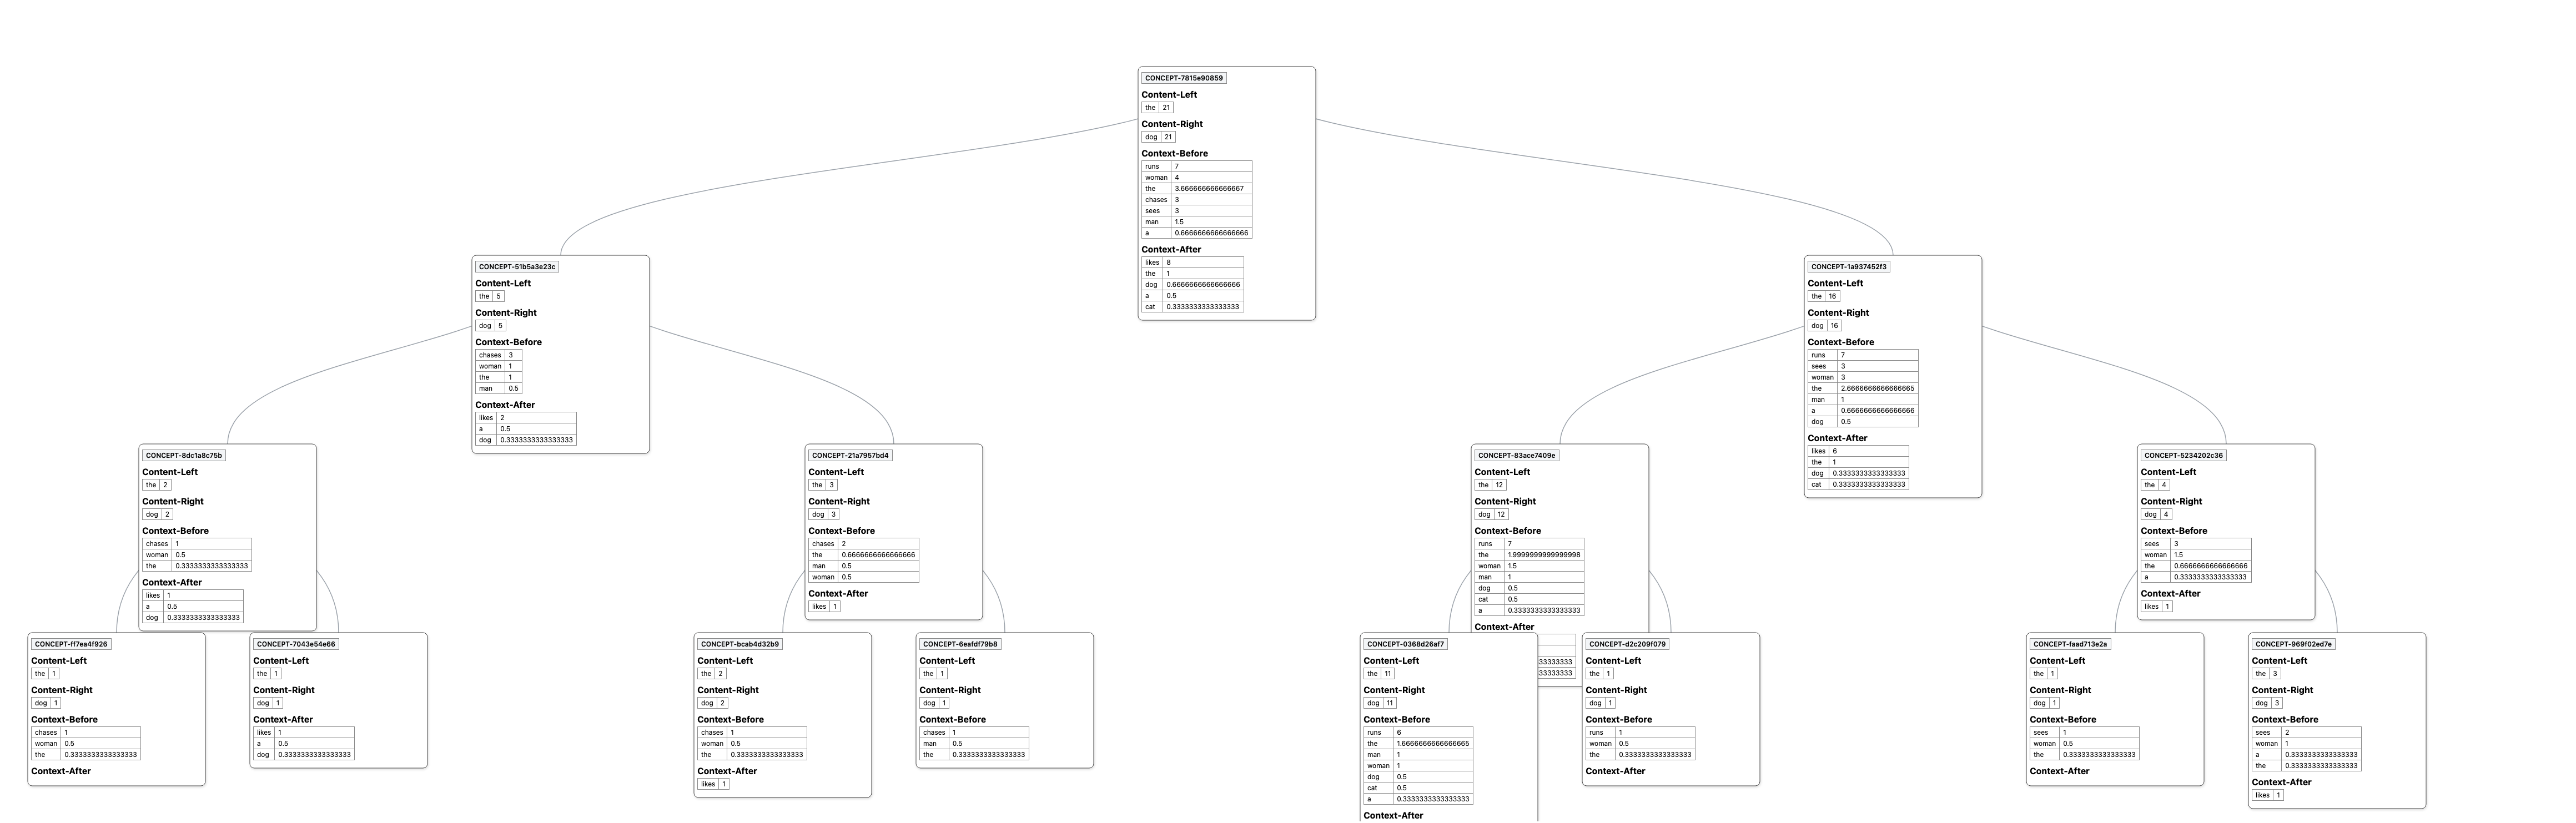 CONCEPT-7815e90859
Content-Left
the 21
Content-Right
dog 21
Context-Before
runs 7
woman 4
the 3.666666666666667
chases 3
sees 3
man 1.5
a 0.6666666666666666
Context-After
likes 8
the 1
dog 0.6666666666666666
a 0.5
cat 0.3333333333333333
CONCEPT-51b5a3e23c
Content-Left
the 5
Content-Right
dog 5
Context-Before
chases 3
woman 1
the 1
man 0.5
Context-After
likes 2
a 0.5
dog 0.3333333333333333
CONCEPT-1a937452f3
Content-Left
the 16
Content-Right
dog 16
Context-Before
runs 7
sees 3
woman 3
the 2.6666666666666665
man 1
a 0.6666666666666666
dog 0.5
Context-After
likes 6
the 1
dog 0.3333333333333333
cat 0.3333333333333333
CONCEPT-8dc1a8c75b
Content-Left
the 2
Content-Right
dog 2
Context-Before
chases 1
woman 0.5
the 0.3333333333333333
Context-After
likes 1
a 0.5
dog 0.3333333333333333
CONCEPT-21a7957bd4
Content-Left
the 3
Content-Right
dog 3
Context-Before
chases 2
the 0.6666666666666666
man 0.5
woman 0.5
Context-After
likes 1
CONCEPT-83ace7409e
Content-Left
the 12
Content-Right
dog 12
Context-Before
runs 7
the 1.9999999999999998
woman 1.5
man 1
dog 0.5
cat 0.5
a 0.3333333333333333
Context-After
33333333
33333333
CONCEPT-5234202c36
Content-Left
the 4
Content-Right
dog 4
Context-Before
sees 3
woman 1.5
the 0.6666666666666666
a 0.3333333333333333
Context-After
likes 1
CONCEPT-ff7ea4f926
Content-Left
the 1
Content-Right
dog 1
Context-Before
chases 1
woman 0.5
the 0.3333333333333333
Context-After
CONCEPT-7043e54e66
Content-Left
the 1
Content-Right
dog 1
Context-After
likes 1
a 0.5
dog 0.3333333333333333
CONCEPT-bcab4d32b9
Content-Left
the 2
Content-Right
dog 2
Context-Before
chases 1
woman 0.5
the 0.3333333333333333
Context-After
likes 1
CONCEPT-6eafdf79b8
Content-Left
the 1
Content-Right
dog 1
Context-Before
chases 1
man 0.5
the 0.3333333333333333
CONCEPT-0368d26af7
Content-Left
the 11
Content-Right
dog 11
Context-Before
runs 6
the 1.6666666666666665
man 1
woman 1
dog 0.5
cat 0.5
a 0.3333333333333333
Context-After
CONCEPT-d2c209f079
Content-Left
the 1
Content-Right
dog 1
Context-Before
runs 1
woman 0.5
the 0.3333333333333333
Context-After
CONCEPT-faad713e2a
Content-Left
the 1
Content-Right
dog 1
Context-Before
sees 1
woman 0.5
the 0.3333333333333333
Context-After
CONCEPT-969f02ed7e
Content-Left
the 3
Content-Right
dog 3
Context-Before
sees 2
woman 1
a 0.3333333333333333
the 0.3333333333333333
Context-After
likes 1